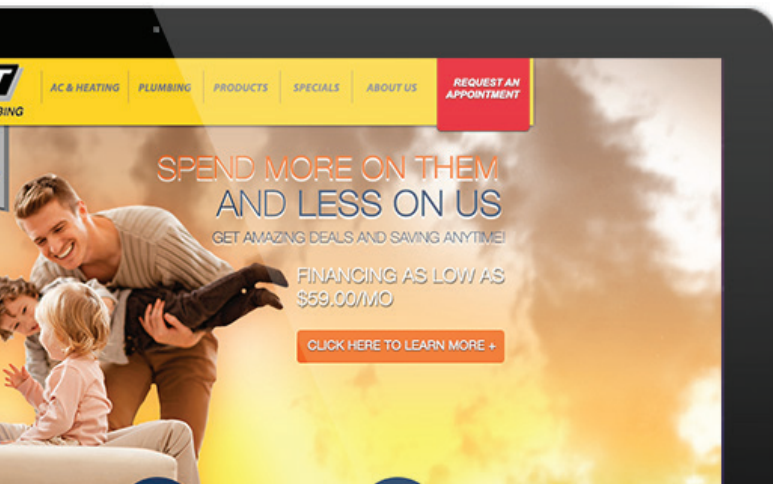 AC & HEATING PLUMBING PRODUCTS SPECIALS ABOUT US
REQUEST AN
APPOINTMENT
SPEND MORE ON THEM
AND LESS ON US
GET AMAZING DEALS AND SAVING ANYTIME!
FINANCING AS LOW AS
$59.00/MO
CLICK HERE TO LEARN MORE +